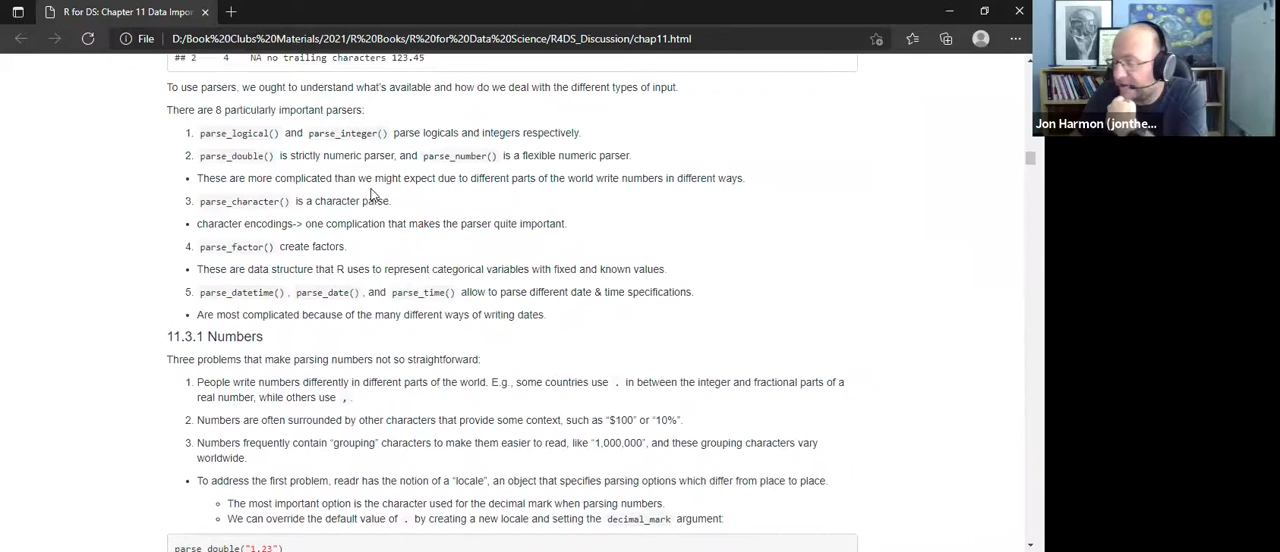 R for DS: Chapter 11 Data Impor
File
D:/Book%20Clubs%20Materials/2021/R%20Books/R%20for%20Data%20Science/R4DS_Discussion/chap11.html
## 2 4 NA no trailing characters 123.45
To use parsers, we ought to understand what's available and how do we deal with the different types of input.
There are 8 particularly important parsers:
1. parse_logical() and parse_integer() parse logicals and integers respectively.
2. parse_double() is strictly numeric parser, and parse_number() is a flexible numeric parser.
• These are more complicated than we might expect due to different parts of the world write numbers in different ways.
3. parse_character() is a character parse.
• character encodings-> one complication that makes the parser quite important.
4. parse_factor() create factors.
• These are data structure that R uses to represent categorical variables with fixed and known values.
5. parse_datetime(), parse_date(), and parse_time() allow to parse different date & time specifications.
• Are most complicated because of the many different ways of writing dates.
11.3.1 Numbers
Three problems that make parsing numbers not so straightforward:
1. People write numbers differently in different parts of the world. E.g., some countries use . in between the integer and fractional parts of a
real number, while others use , .
2. Numbers are often surrounded by other characters that provide some context, such as “$100” or “10%”.
3. Numbers frequently contain “grouping” characters to make them easier to read, like “1,000,000”, and these grouping characters vary
worldwide.
• To address the first problem, readr has the notion of a “locale”, an object that specifies parsing options which differ from place to place.
◦ The most important option is the character used for the decimal mark when parsing numbers.
◦ We can override the default value of . by creating a new locale and setting the decimal_mark argument:
parse_double("1.23")
Jon Harmon (jonthe...